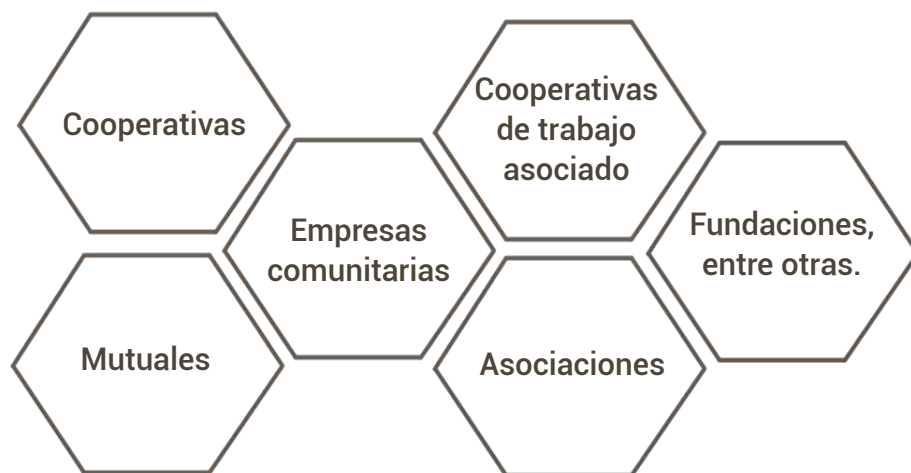 Cooperativas
Mutuales
Empresas
comunitarias
Cooperativas
de trabajo
asociado
Asociaciones
Fundaciones,
entre otras.